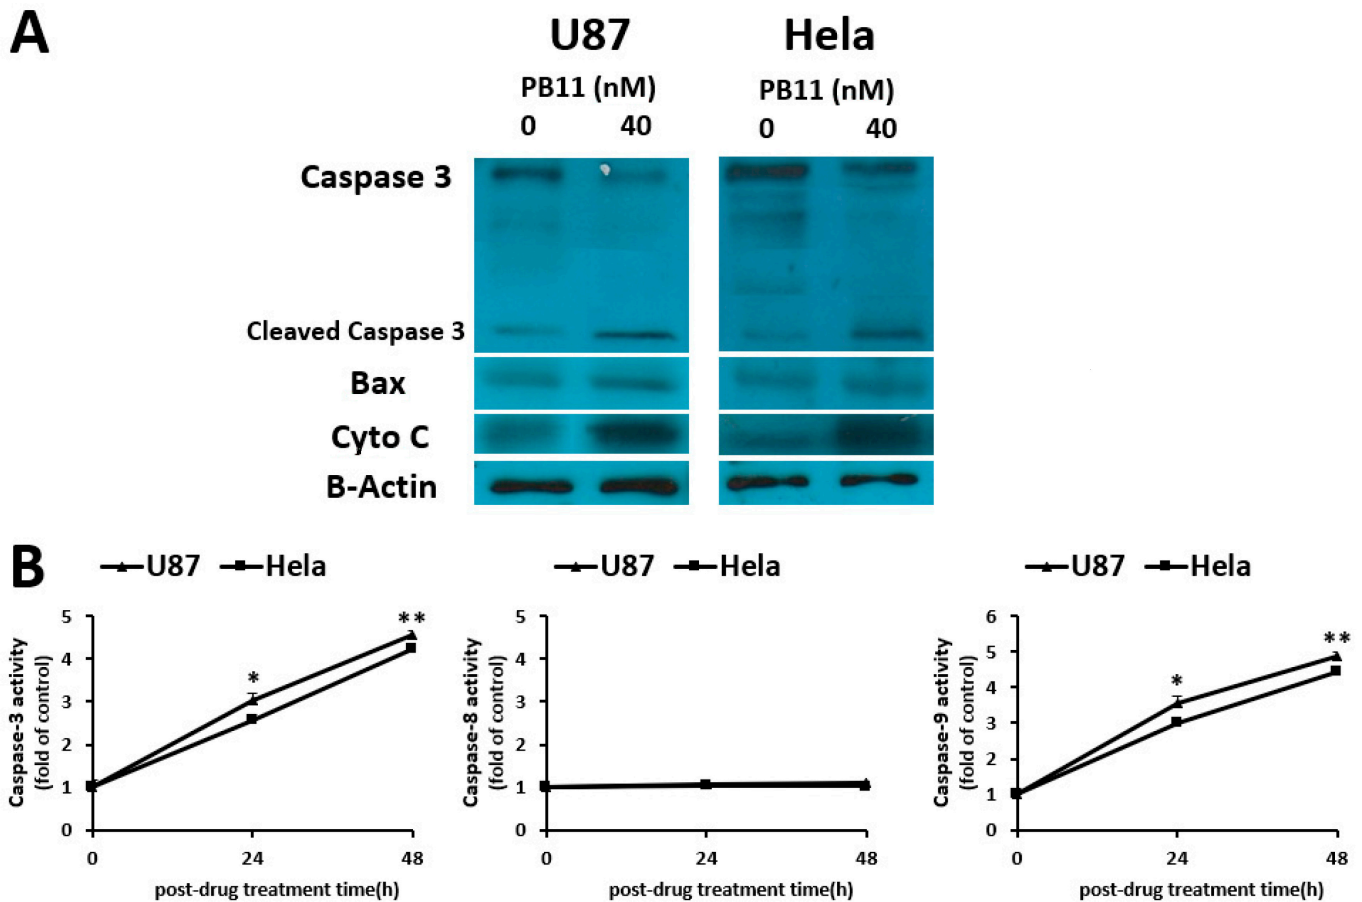 A
U87 Hela
PB11 (nM) PB11 (nM)
0 40 0 40
Caspase 3
Cleaved Caspase 3
Bax
Cyto C
B-Actin
B
U87 Hela
Caspase-3 activity
(fold of control)
5
4
3
2
1
0
*
**
0 24 48
post-drug treatment time(h)
U87 Hela
Caspase-8 activity
(fold of control)
5
4
3
2
1
0
0 24 48
post-drug treatment time(h)
U87 Hela
Caspase-9 activity
(fold of control)
6
5
4
3
2
1
0
*
**
0 24 48
post-drug treatment time(h)